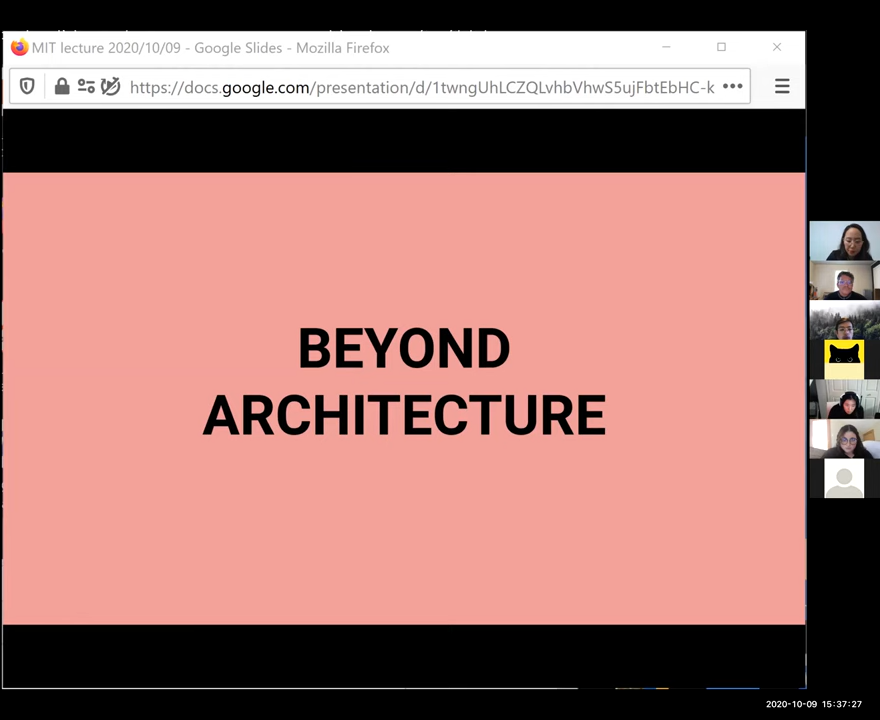 MIT lecture 2020/10/09 - Google Slides - Mozilla Firefox
https://docs.google.com/presentation/d/1twngUhLCZQLvhbVhwS5ujFbtEbHC-k
BEYOND
ARCHITECTURE
2020-10-09 15:37:27